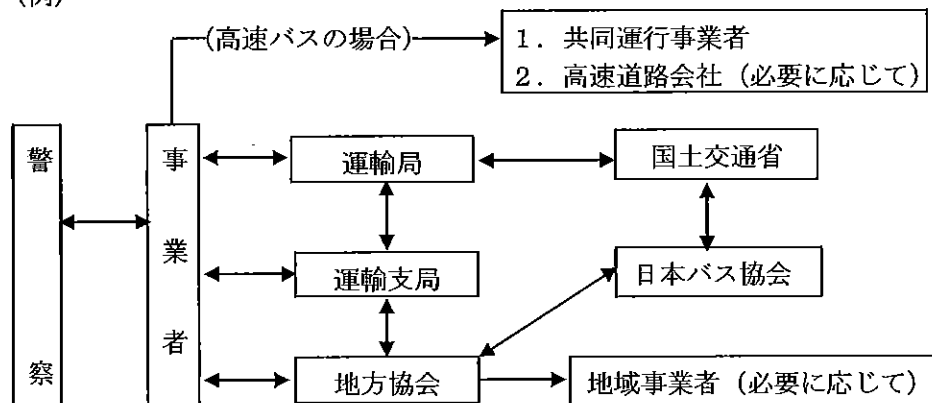 (例)
(高速バスの場合)
1. 共同運行事業者
2. 高速道路会社（必要に応じて）
警察
事業者
運輸局
国土交通省
運輸支局
日本バス協会
地方協会
地域事業者（必要に応じて）